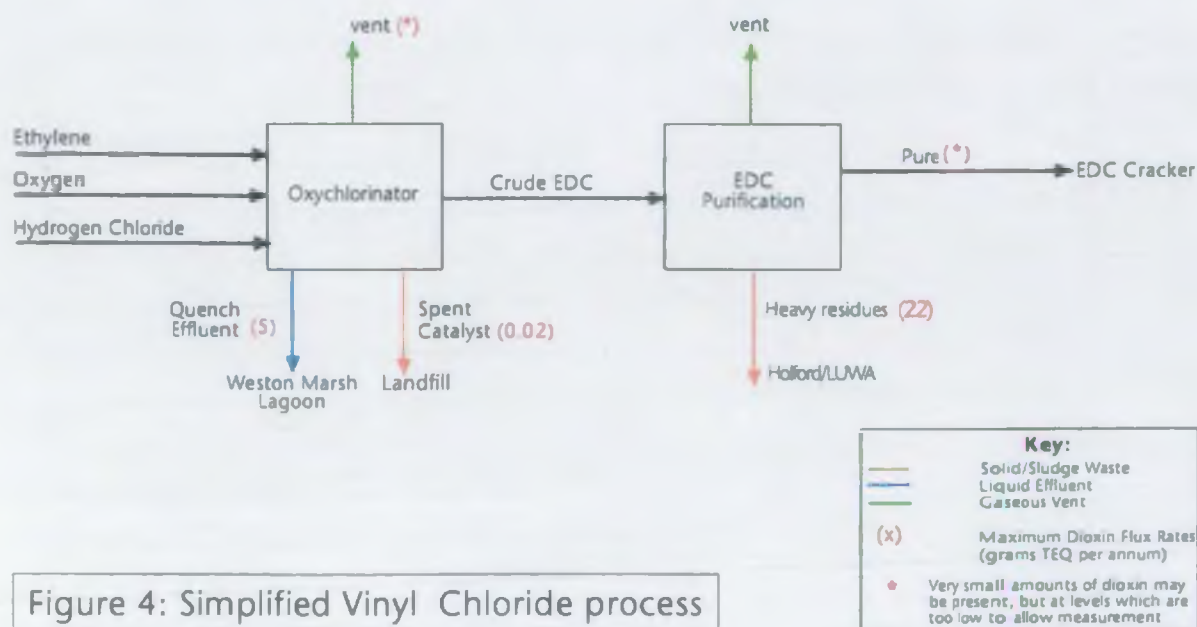 vent (*)
vent
Ethylene
Oxygen
Hydrogen Chloride
Oxychlorinator
Crude EDC
EDC
Purification
Pure (*)
EDC Cracker
Quench
Effluent (5)
Spent
Catalyst (0.02)
Heavy residues (22)
Weston Marsh
Lagoon
Landfill
Holford/LUWA
Key:
Solid/Sludge Waste
Liquid Effluent
Gaseous Vent
(x) Maximum Dioxin Flux Rates
(grams TEQ per annum)
* Very small amounts of dioxin may
be present, but at levels which are
too low to allow measurement
Figure 4: Simplified Vinyl Chloride process